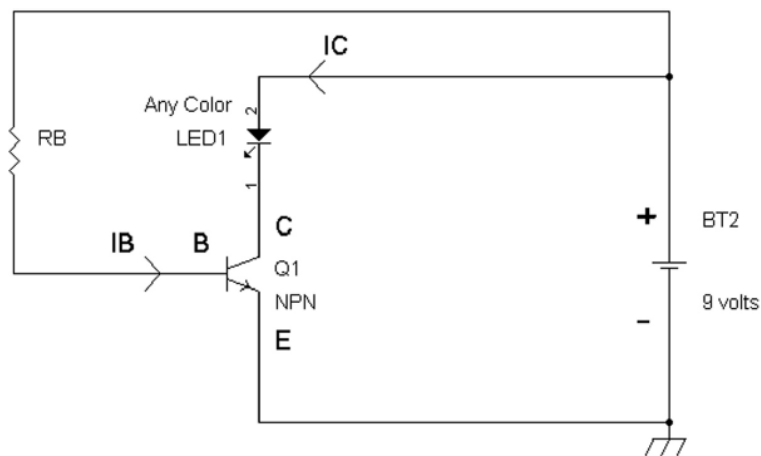 IC
Any Color
2
RB
LED1
1
+
BT2
C
IB
B
Q1
NPN
9 volts
-
E